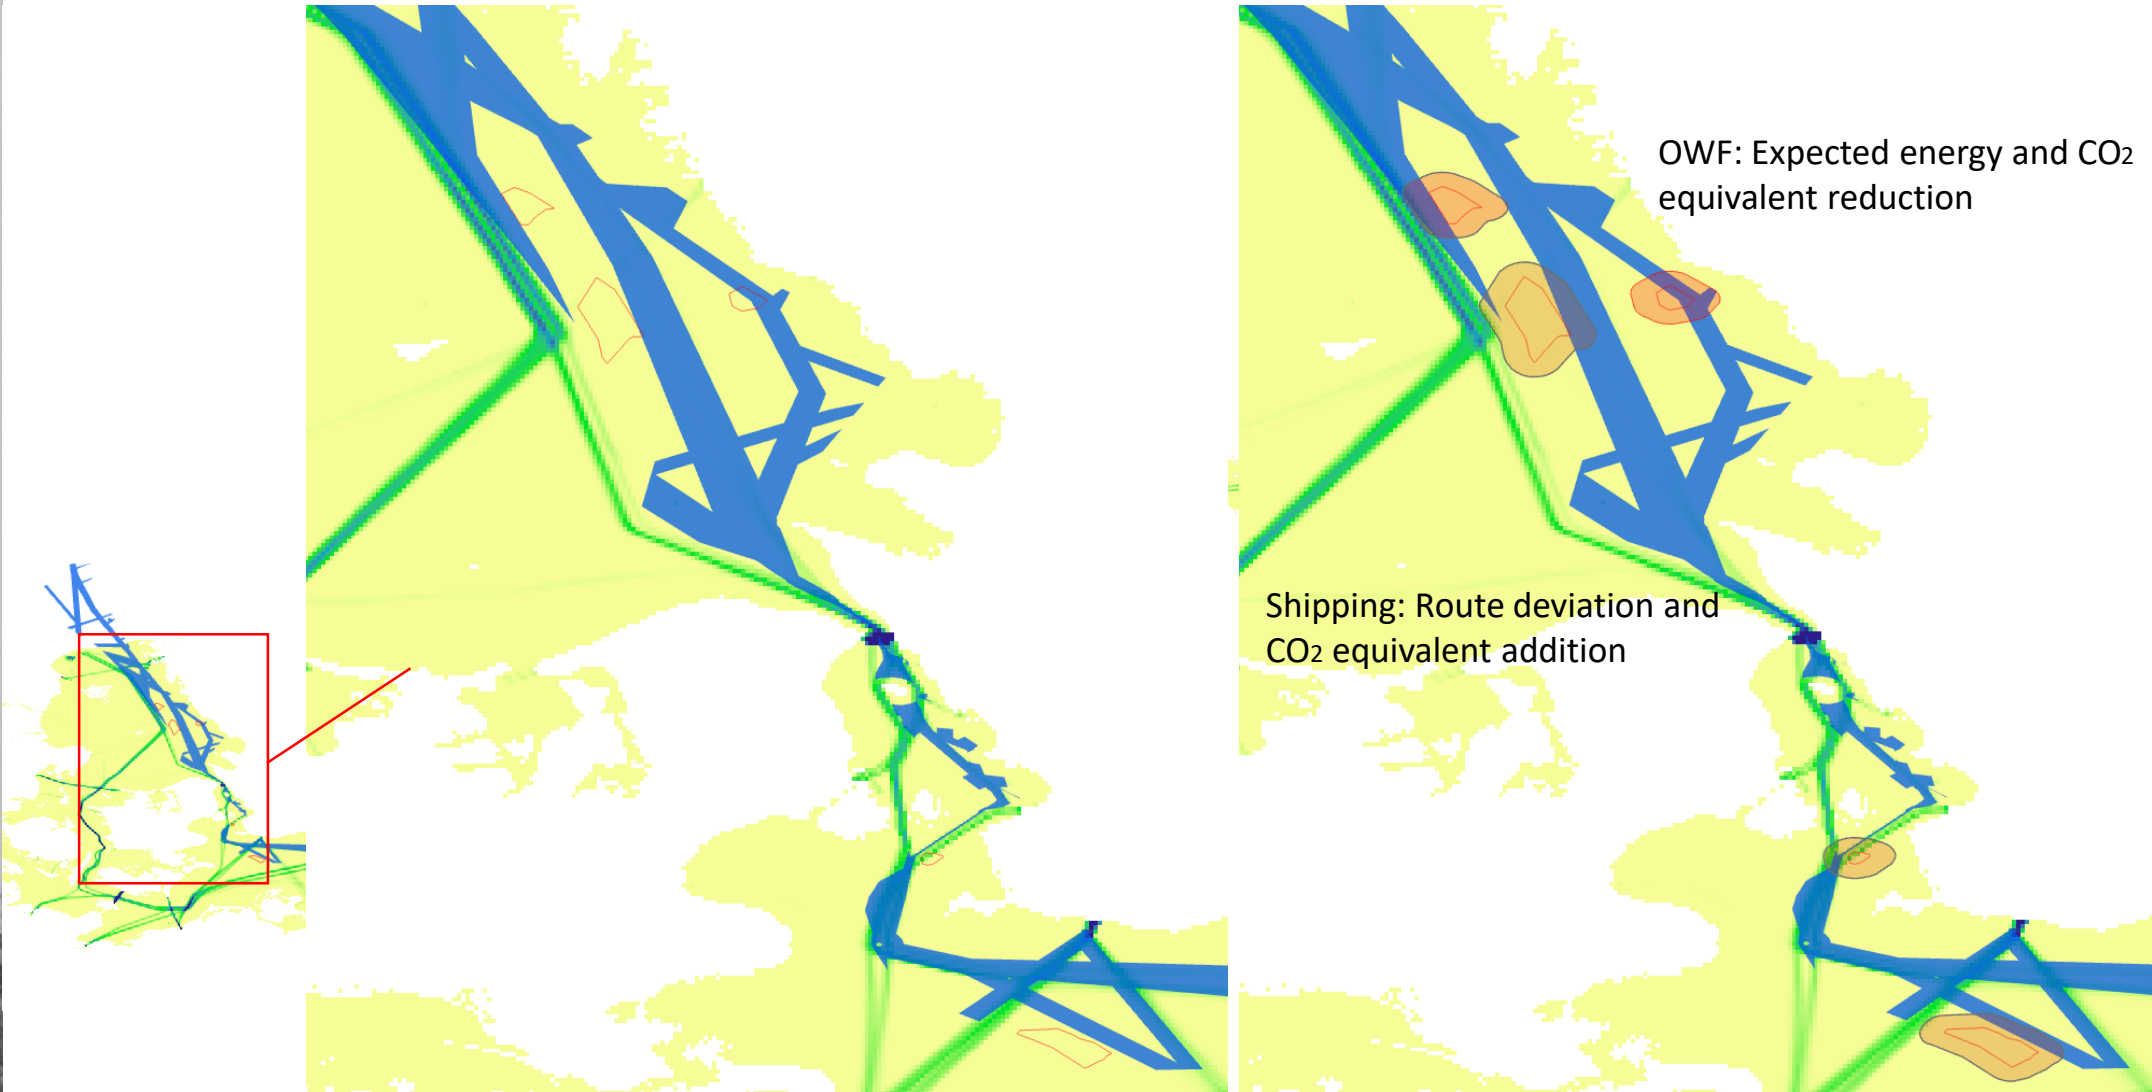 OWF: Expected energy and CO2
equivalent reduction
Shipping: Route deviation and
CO2 equivalent addition